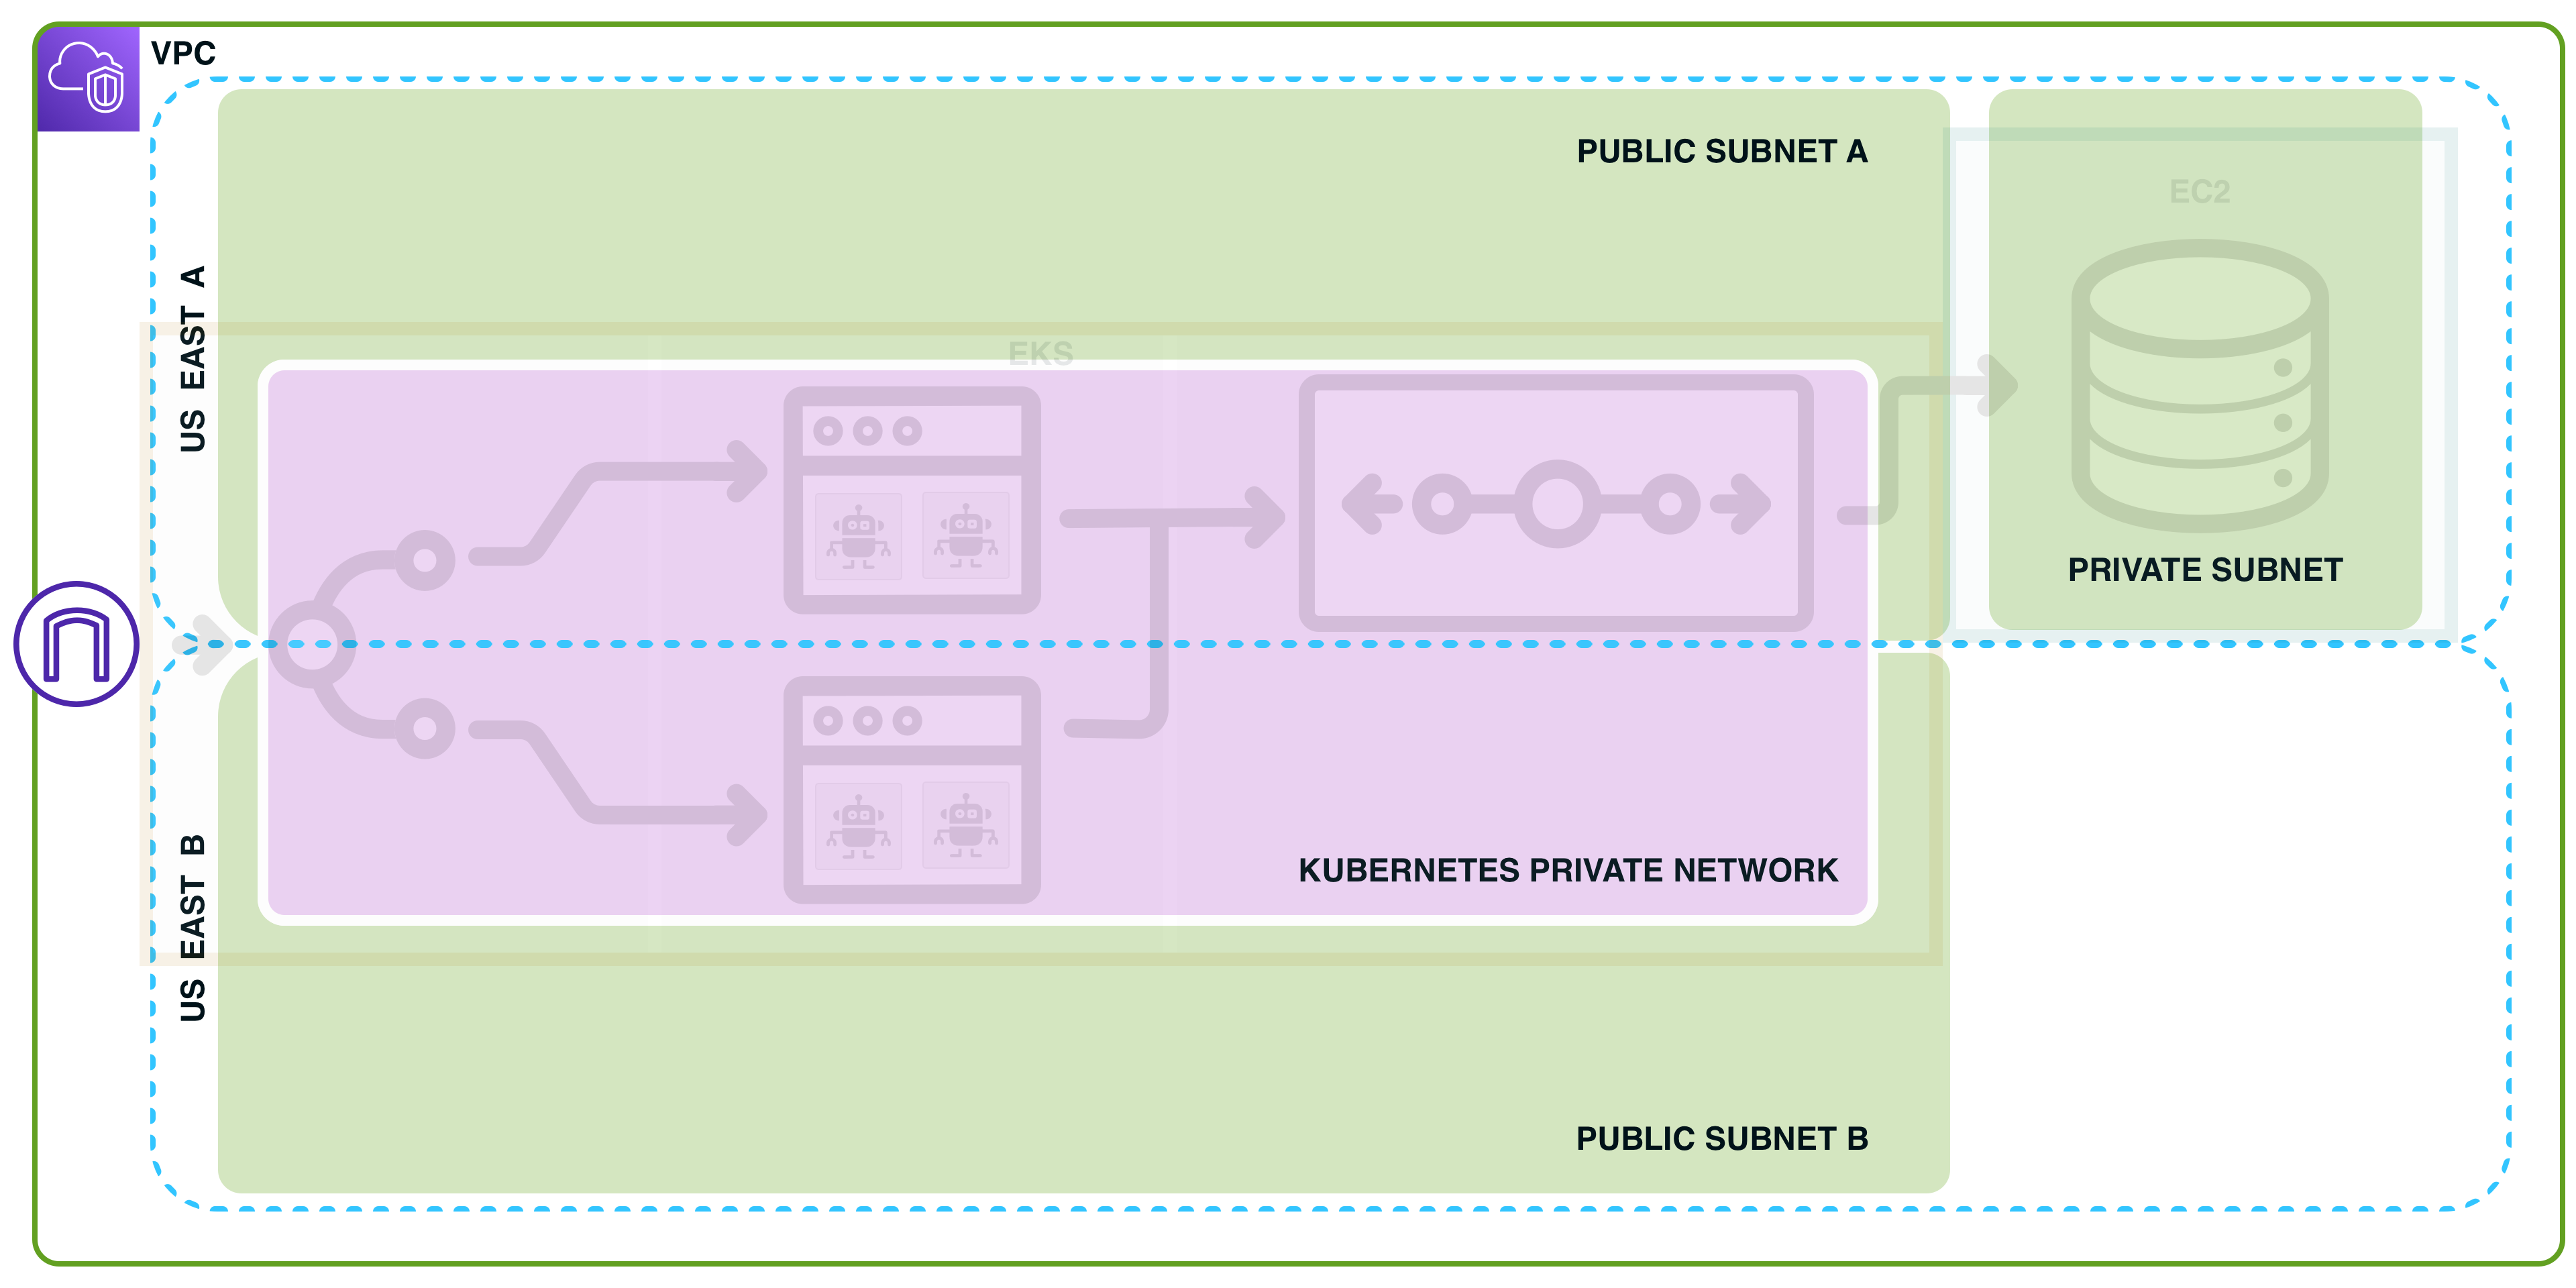 VPC
PUBLIC SUBNET A
EC2
US EAST A
EKS
PRIVATE SUBNET
US EAST B
KUBERNETES PRIVATE NETWORK
PUBLIC SUBNET B